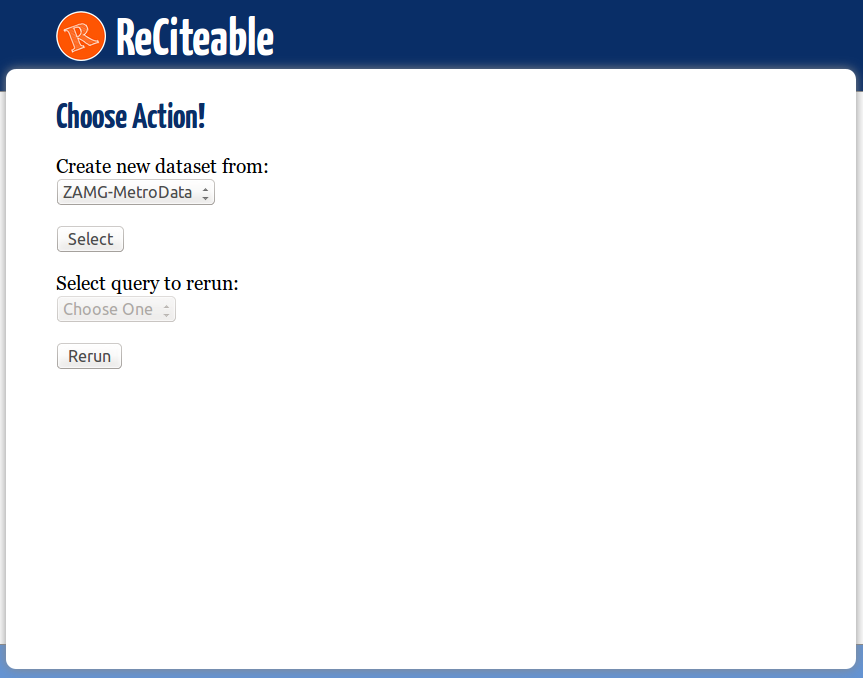 R ReCiteable
Choose Action!
Create new dataset from:
ZAMG-MetroData
Select
Select query to rerun:
Choose One
Rerun